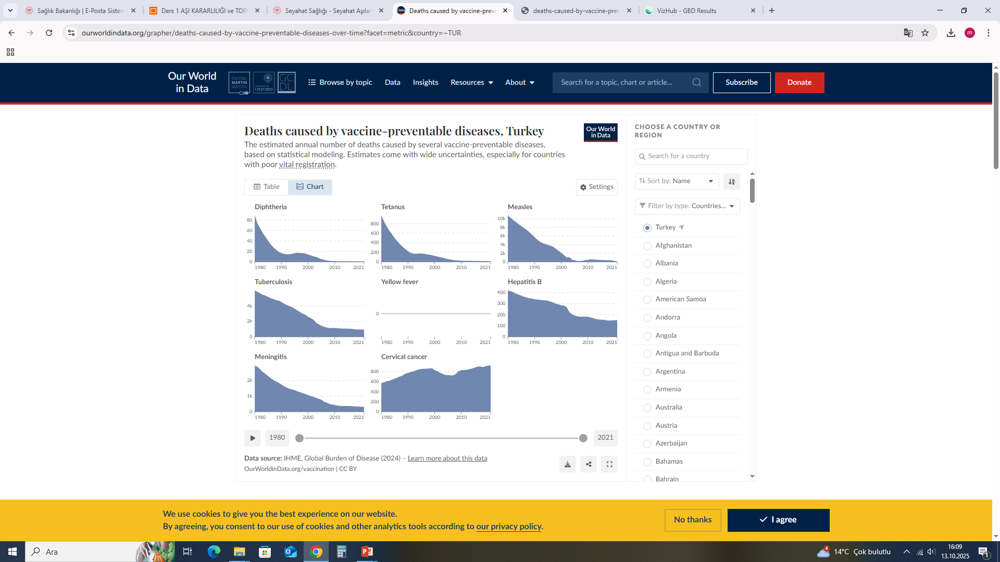 Sağlık Bakanlığı | E-Posta Sistem
Ders 1 AŞI KARARLILIĞI ve TOPL
Seyahat Sağlığı - Seyahat Aşıları
Deaths caused by vaccine-preve
deaths-caused-by-vaccine-prev
VizHub - GBD Results
ourworldindata.org/grapher/deaths-caused-by-vaccine-preventable-diseases-over-time?facet=metric&country=~TUR
m
Our World
in Data
OXFORD
MARTIN
SCHOOL
UNIVERSITY OF
OXFORD
GC
DL
Browse by topic
Data
Insights
Resources
About
Search for a topic, chart or article...
Subscribe
Donate
Deaths caused by vaccine-preventable diseases, Turkey
The estimated annual number of deaths caused by several vaccine-preventable diseases,
based on statistical modeling. Estimates come with wide uncertainties, especially for countries
with poor vital registration.
Our World
in Data
Table
Chart
Settings
Diphtheria
80
60
40
20
0
1980 1990 2000 2010 2021
Tetanus
800
600
400
200
0
1980 1990 2000 2010 2021
Measles
10k
8k
6k
4k
2k
0
1980 1990 2000 2010 2021
Tuberculosis
4k
2k
0
1980 1990 2000 2010 2021
Yellow fever
0
1980 1990 2000 2010 2021
Hepatitis B
400
300
200
100
0
1980 1990 2000 2010 2021
Meningitis
2k
1k
0
1980 1990 2000 2010 2021
Cervical cancer
800
600
400
200
0
1980 1990 2000 2010 2021
1980
2021
Data source: IHME, Global Burden of Disease (2024) – Learn more about this data
OurWorldinData.org/vaccination | CC BY
CHOOSE A COUNTRY OR
REGION
Search for a country
Sort by: Name
Filter by type: Countries...
Turkey
Afghanistan
Albania
Algeria
American Samoa
Andorra
Angola
Antigua and Barbuda
Argentina
Armenia
Australia
Austria
Azerbaijan
Bahamas
Bahrain
We use cookies to give you the best experience on our website.
By agreeing, you consent to our use of cookies and other analytics tools according to our privacy policy.
No thanks
I agree
Ara
4
14°C Çok bulutlu
16:09
13.10.2025
1